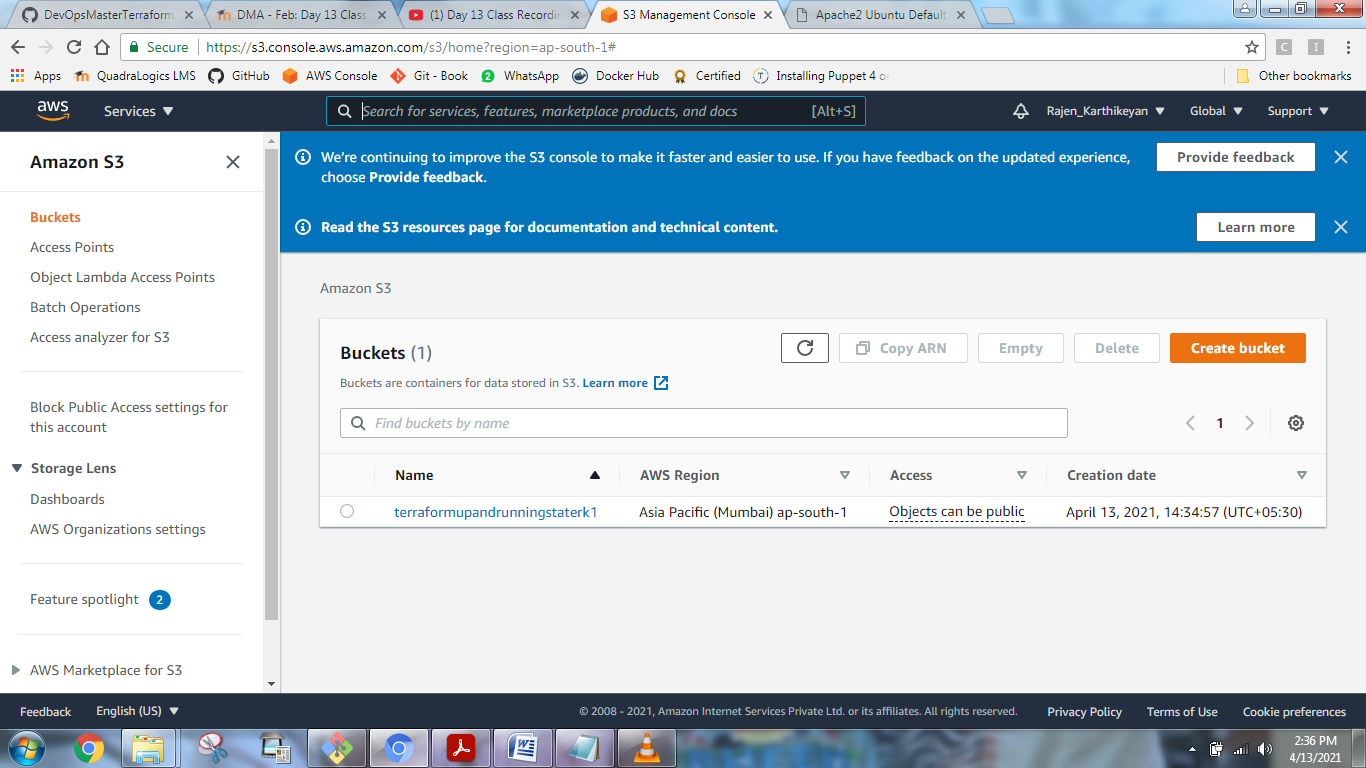 DevOpsMasterTerraform
DMA - Feb: Day 13 Class
(1) Day 13 Class Recordin
S3 Management Console
Apache2 Ubuntu Default
Secure
https://s3.console.aws.amazon.com/s3/home?region=ap-south-1#
Apps
QuadraLogics LMS
GitHub
AWS Console
Git - Book
2
WhatsApp
Docker Hub
Certified
Installing Puppet 4 o
Other bookmarks
aws
Services
Search for services, features, marketplace products, and docs
[Alt+S]
Rajen_Karthikeyan
Global
Support
Amazon S3
Buckets
Access Points
Object Lambda Access Points
Batch Operations
Access analyzer for S3
Block Public Access settings for
this account
Storage Lens
Dashboards
AWS Organizations settings
Feature spotlight 2
AWS Marketplace for S3
We're continuing to improve the S3 console to make it faster and easier to use. If you have feedback on the updated experience,
choose Provide feedback.
Provide feedback
Read the S3 resources page for documentation and technical content.
Learn more
Amazon S3
Buckets (1)
Copy ARN
Empty
Delete
Create bucket
Buckets are containers for data stored in S3. Learn more
Find buckets by name
1
Name
AWS Region
Access
Creation date
terraformupandrunningstaterk1
Asia Pacific (Mumbai) ap-south-1
Objects can be public
April 13, 2021, 14:34:57 (UTC+05:30)
Feedback
English (US)
© 2008 - 2021, Amazon Internet Services Private Ltd. or its affiliates. All rights reserved.
Privacy Policy
Terms of Use
Cookie preferences
2:36 PM
4/13/2021